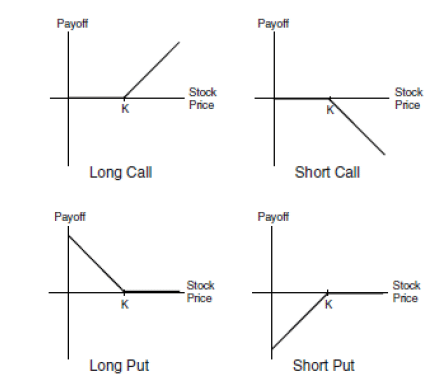 Payoff
Stock
Price
K
Long Call
Payoff
Stock
Price
K
Short Call
Payoff
Stock
Price
K
Long Put
Payoff
Stock
Price
K
Short Put